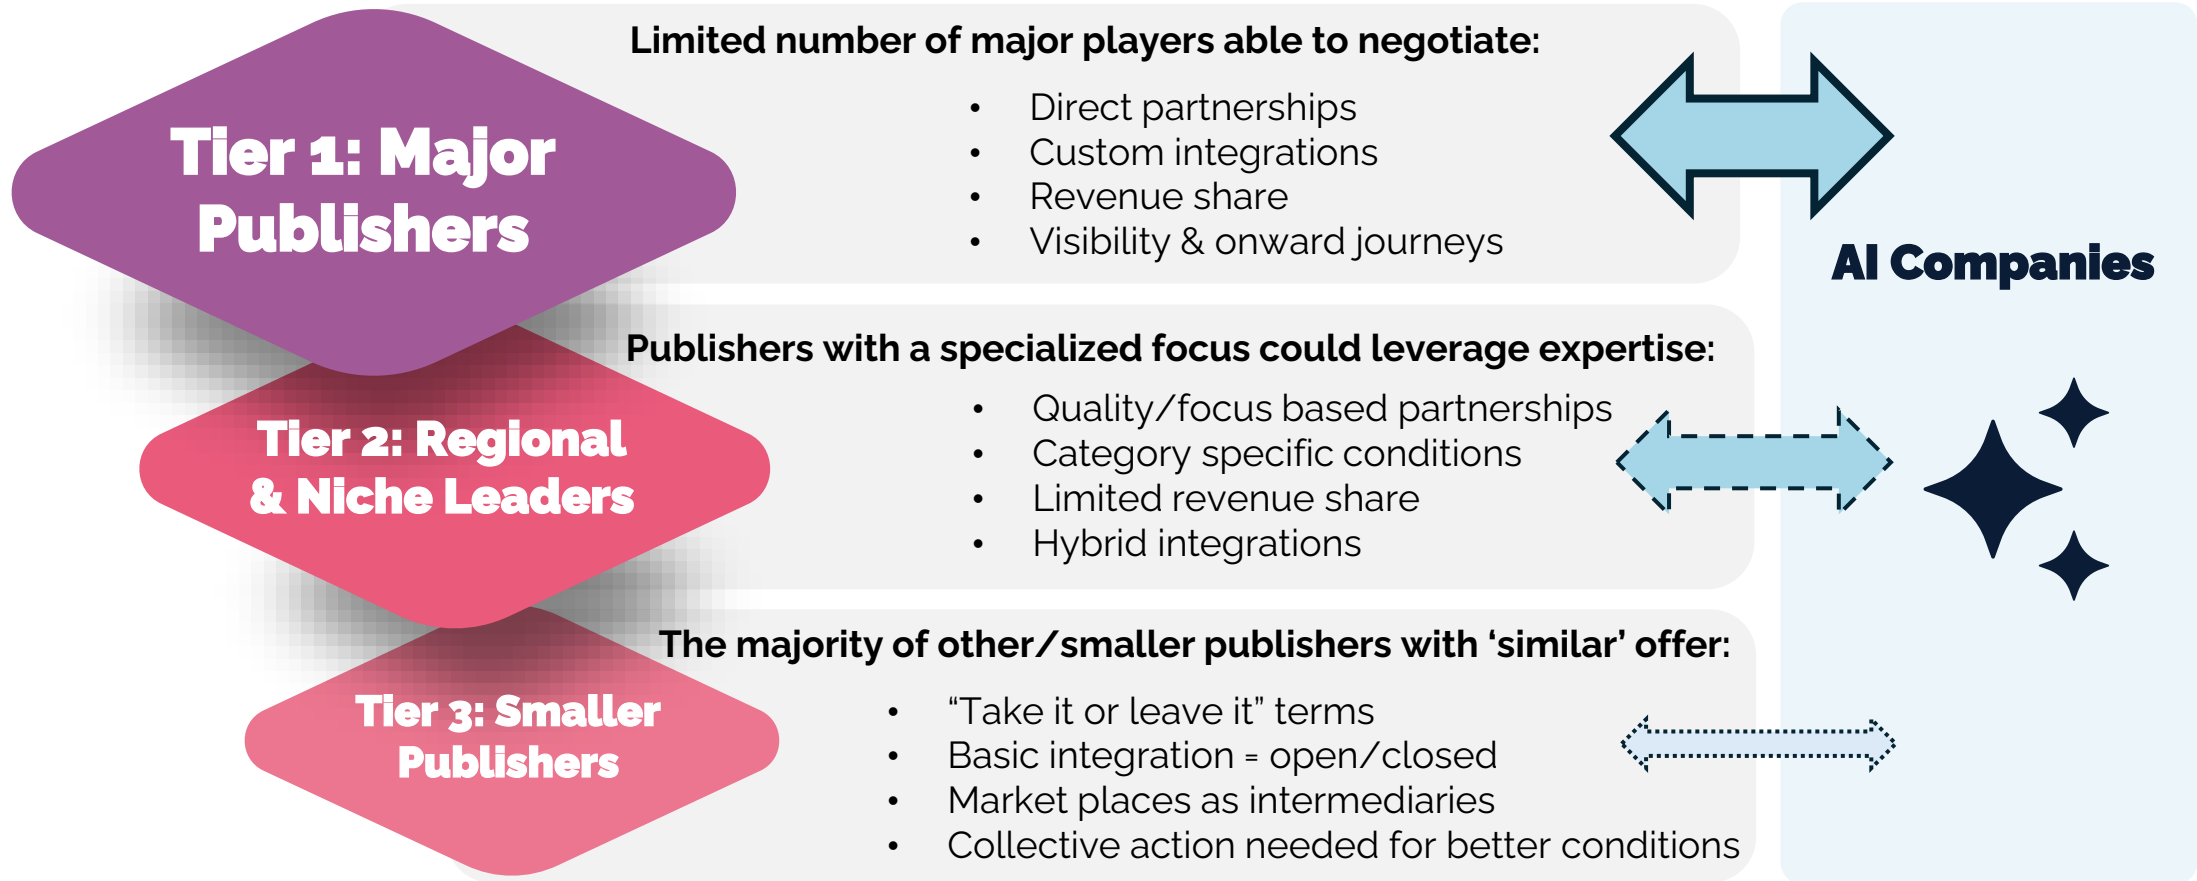 Tier 1: Major
Publishers
Limited number of major players able to negotiate:
• Direct partnerships
• Custom integrations
• Revenue share
• Visibility & onward journeys
AI Companies
Tier 2: Regional
& Niche Leaders
Publishers with a specialized focus could leverage expertise:
• Quality/focus based partnerships
• Category specific conditions
• Limited revenue share
• Hybrid integrations
Tier 3: Smaller
Publishers
The majority of other/smaller publishers with ‘similar’ offer:
• “Take it or leave it” terms
• Basic integration = open/closed
• Market places as intermediaries
• Collective action needed for better conditions